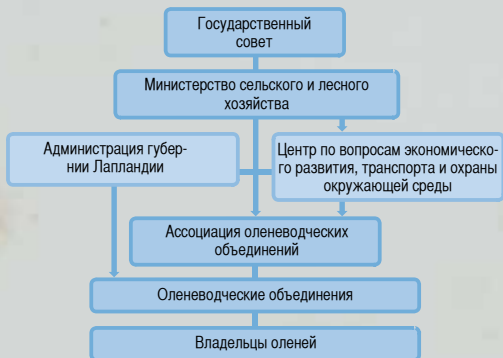 Государственный
совет
Министерство сельского и лесного
хозяйства
Администрация губер-
нии Лапландии
Центр по вопросам экономическо-
го развития, транспорта и охраны
окружающей среды
Ассоциация оленеводческих
объединений
Оленеводческие объединения
Владельцы оленей